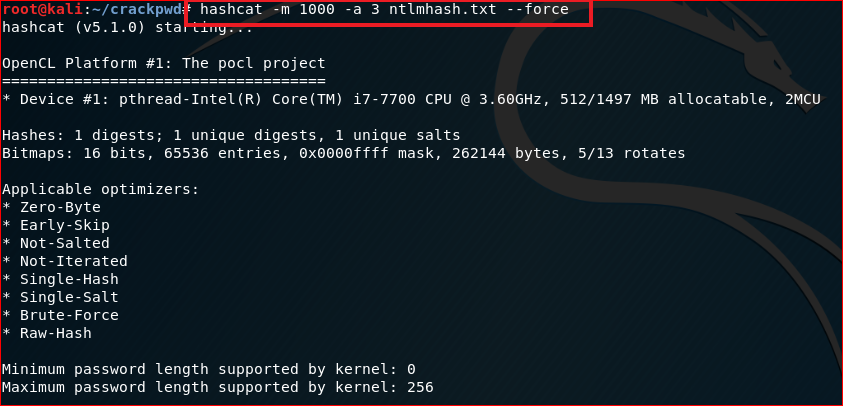 root@kali:~/crackpwd# hashcat -m 1000 -a 3 ntlmhash.txt --force
hashcat (v5.1.0) starting...
OpenCL Platform #1: The pocl project
====================================
* Device #1: pthread-Intel(R) Core(TM) i7-7700 CPU @ 3.60GHz, 512/1497 MB allocatable, 2MCU
Hashes: 1 digests; 1 unique digests, 1 unique salts
Bitmaps: 16 bits, 65536 entries, 0x0000ffff mask, 262144 bytes, 5/13 rotates
Applicable optimizers:
* Zero-Byte
* Early-Skip
* Not-Salted
* Not-Iterated
* Single-Hash
* Single-Salt
* Brute-Force
* Raw-Hash
Minimum password length supported by kernel: 0
Maximum password length supported by kernel: 256